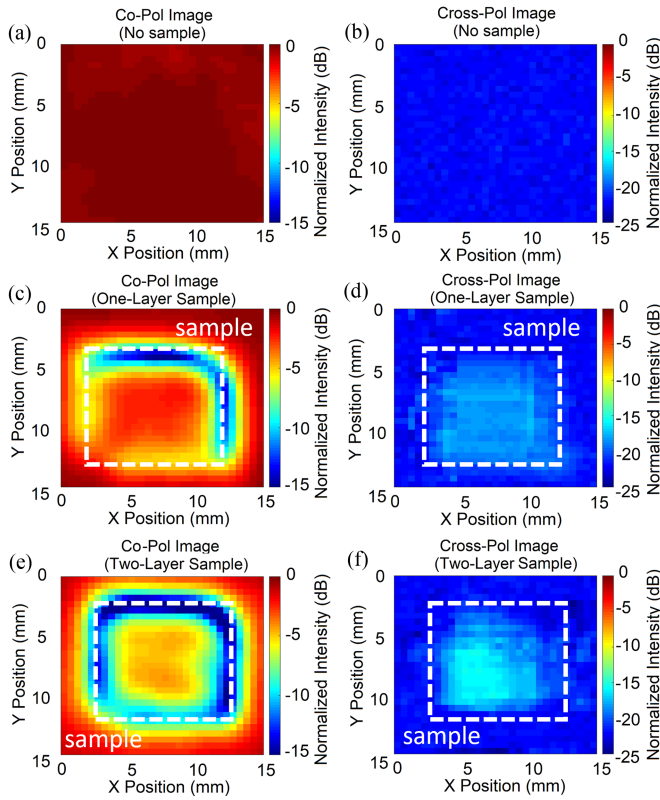 (a)
Co-Pol Image
(No sample)
0
5
10
15
Y Position (mm)
0
5
10
15
X Position (mm)
0
-5
-10
-15
Normalized Intensity (dB)
(b)
Cross-Pol Image
(No sample)
0
5
10
15
Y Position (mm)
0
5
10
15
X Position (mm)
0
-5
-10
-15
-20
-25
Normalized Intensity (dB)
(c)
Co-Pol Image
(One-Layer Sample)
sample
0
5
10
15
Y Position (mm)
0
5
10
15
X Position (mm)
0
-5
-10
-15
Normalized Intensity (dB)
(d)
Cross-Pol Image
(One-Layer Sample)
sample
0
5
10
15
Y Position (mm)
0
5
10
15
X Position (mm)
0
-5
-10
-15
-20
-25
Normalized Intensity (dB)
(e)
Co-Pol Image
(Two-Layer Sample)
0
5
10
15
Y Position (mm)
sample
0
5
10
15
X Position (mm)
0
-5
-10
-15
Normalized Intensity (dB)
(f)
Cross-Pol Image
(Two-Layer Sample)
0
5
10
15
Y Position (mm)
sample
0
5
10
15
X Position (mm)
0
-5
-10
-15
-20
-25
Normalized Intensity (dB)